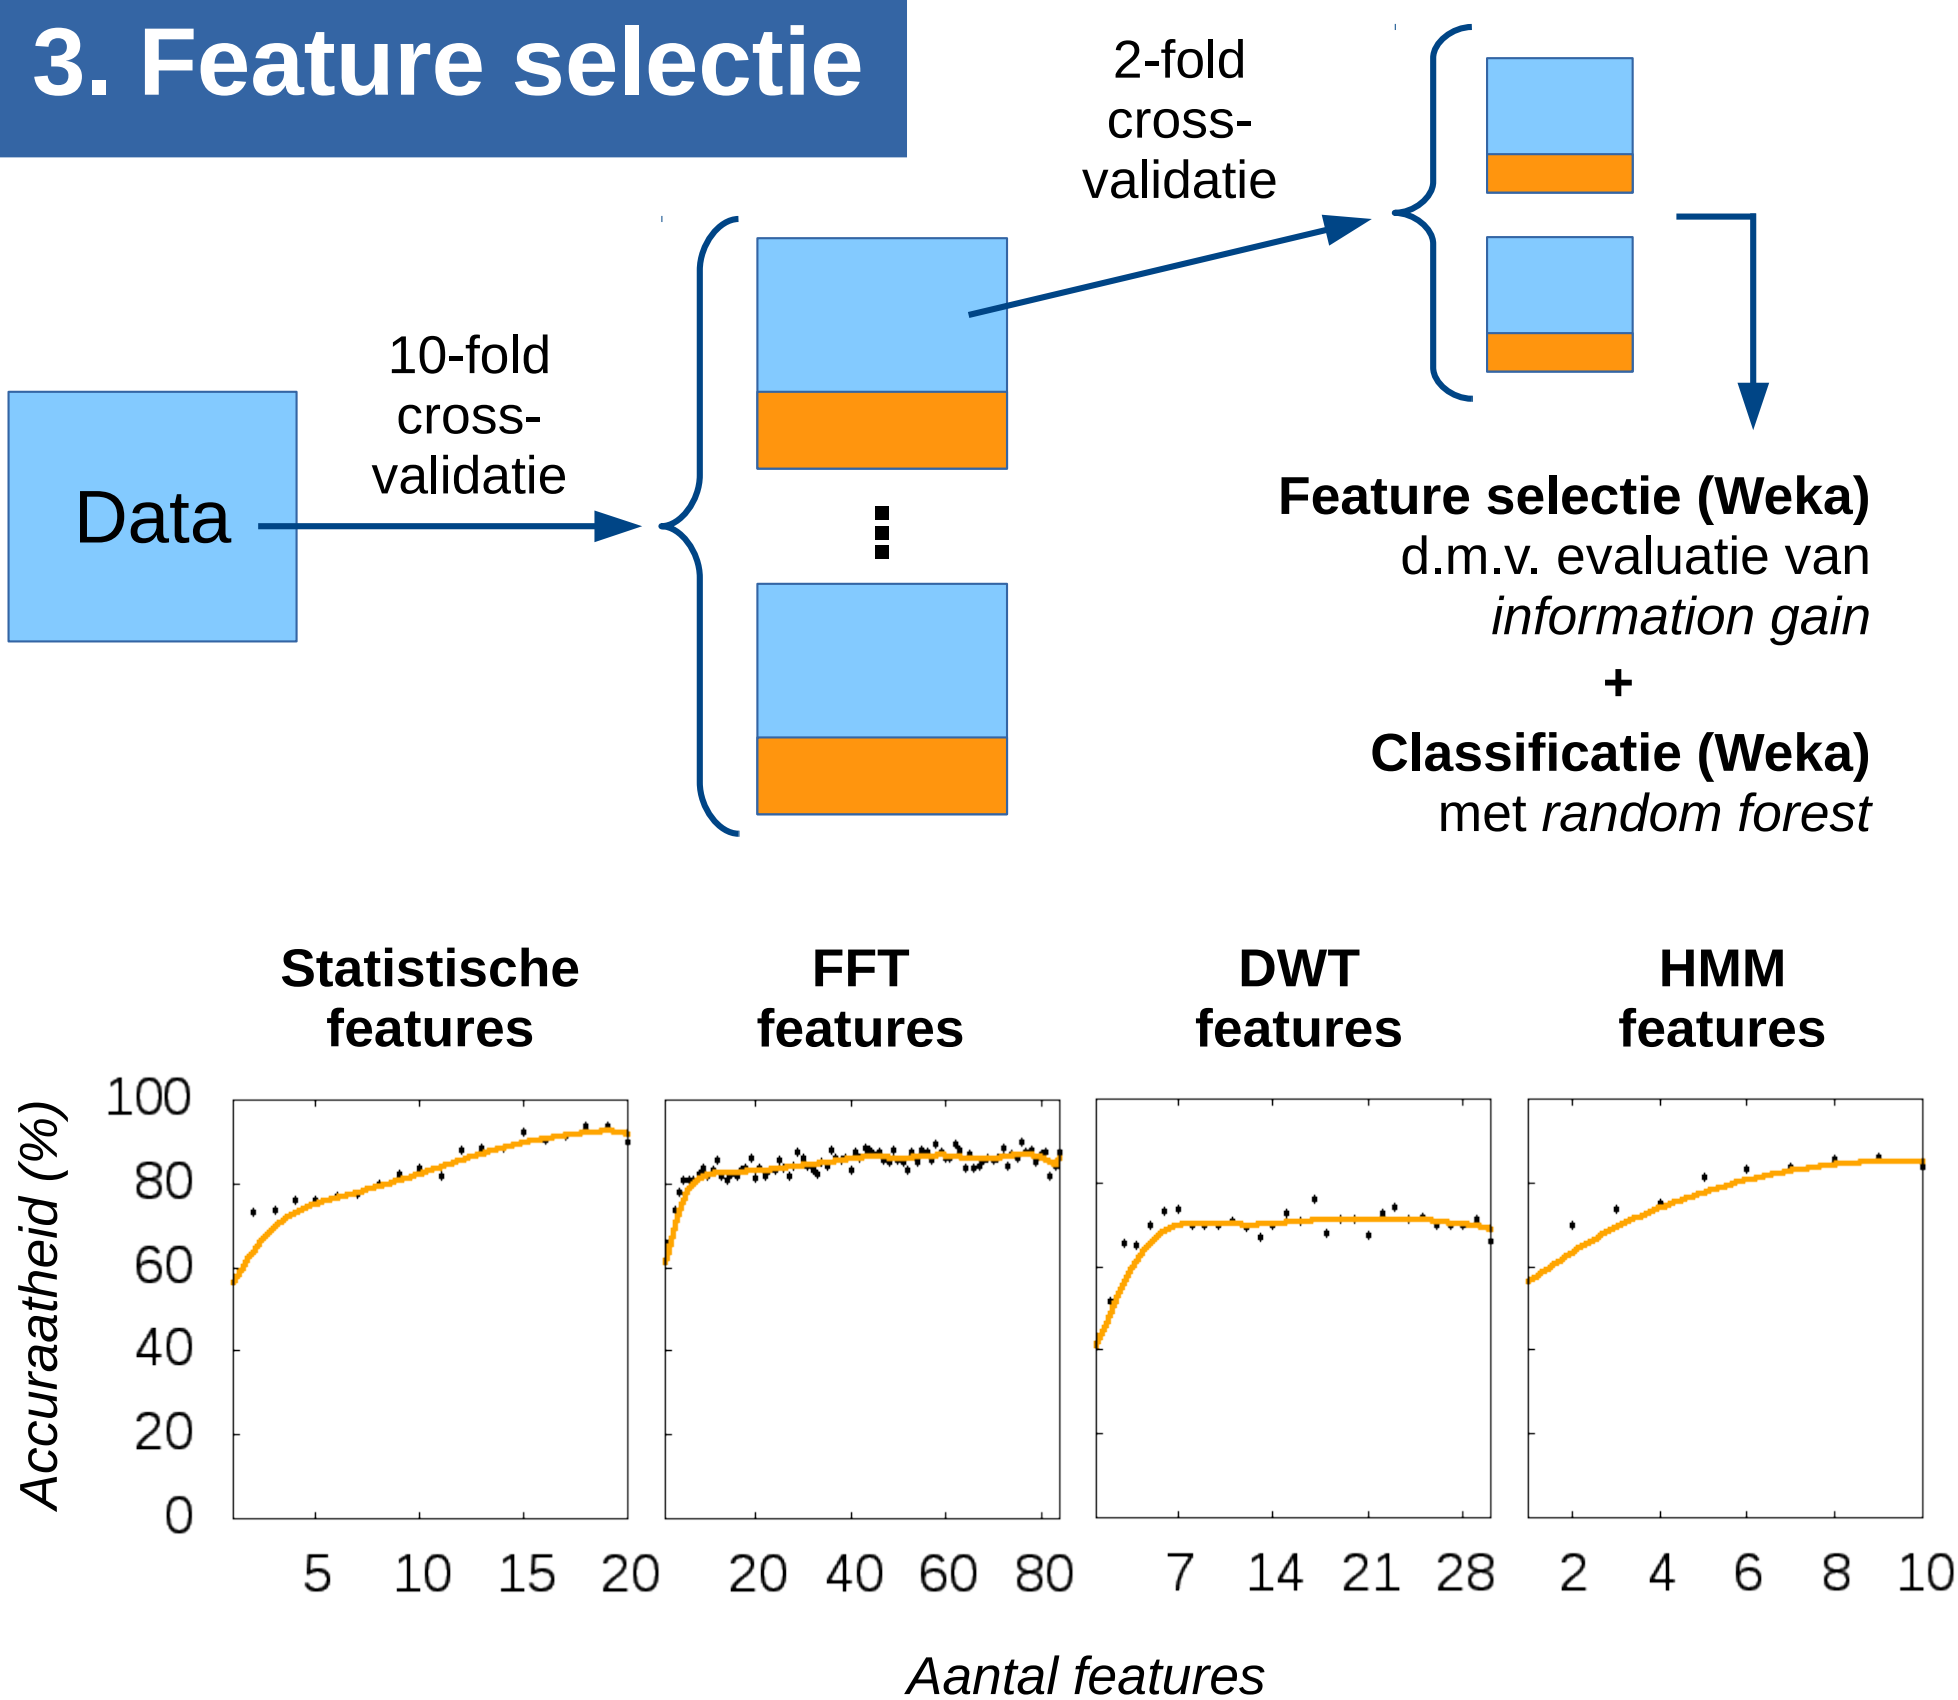 3. Feature selectie
2-fold
cross-
validatie
10-fold
cross-
validatie
Data
Feature selectie (Weka)
d.m.v. evaluatie van
information gain
+
Classificatie (Weka)
met random forest
Statistische
features
FFT
features
DWT
features
HMM
features
Accuraatheid (%)
100
80
60
40
20
0
5 10 15 20
20 40 60 80
7 14 21 28
2 4 6 8 10
Aantal features